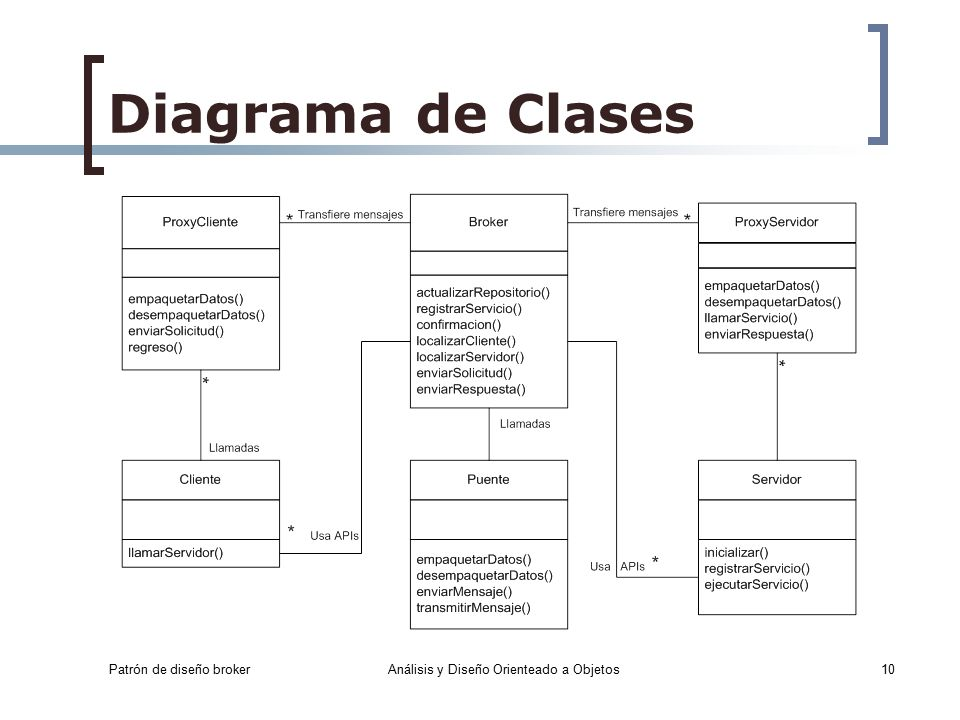 Diagrama de Clases
ProxyCliente
empaquetarDatos()
desempaquetarDatos()
enviarSolicitud()
regreso()
* Transfiere mensajes
Broker
actualizarRepositorio()
registrarServicio()
confirmacion()
localizarCliente()
localizarServidor()
enviarSolicitud()
enviarRespuesta()
Transfiere mensajes *
ProxyServidor
empaquetarDatos()
desempaquetarDatos()
llamarServicio()
enviarRespuesta()
*
Llamadas
Llamadas
*
Cliente
llamarServidor()
*
Usa APIs
Puente
empaquetarDatos()
desempaquetarDatos()
enviarMensaje()
transmitirMensaje()
Usa APIs
*
Servidor
inicializar()
registrarServicio()
ejecutarServicio()
Patrón de diseño broker
Análisis y Diseño Orienteado a Objetos
10